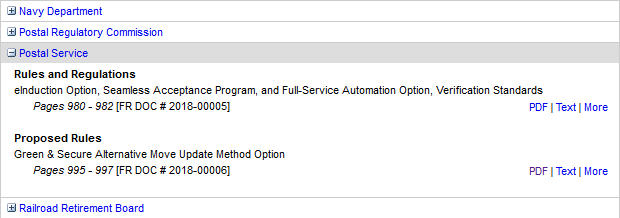 Navy Department
Postal Regulatory Commission
Postal Service
Rules and Regulations
eInduction Option, Seamless Acceptance Program, and Full-Service Automation Option, Verification Standards
Pages 980 - 982 [FR DOC # 2018-00005] PDF | Text | More
Proposed Rules
Green & Secure Alternative Move Update Method Option
Pages 995 - 997 [FR DOC # 2018-00006] PDF | Text | More
Railroad Retirement Board